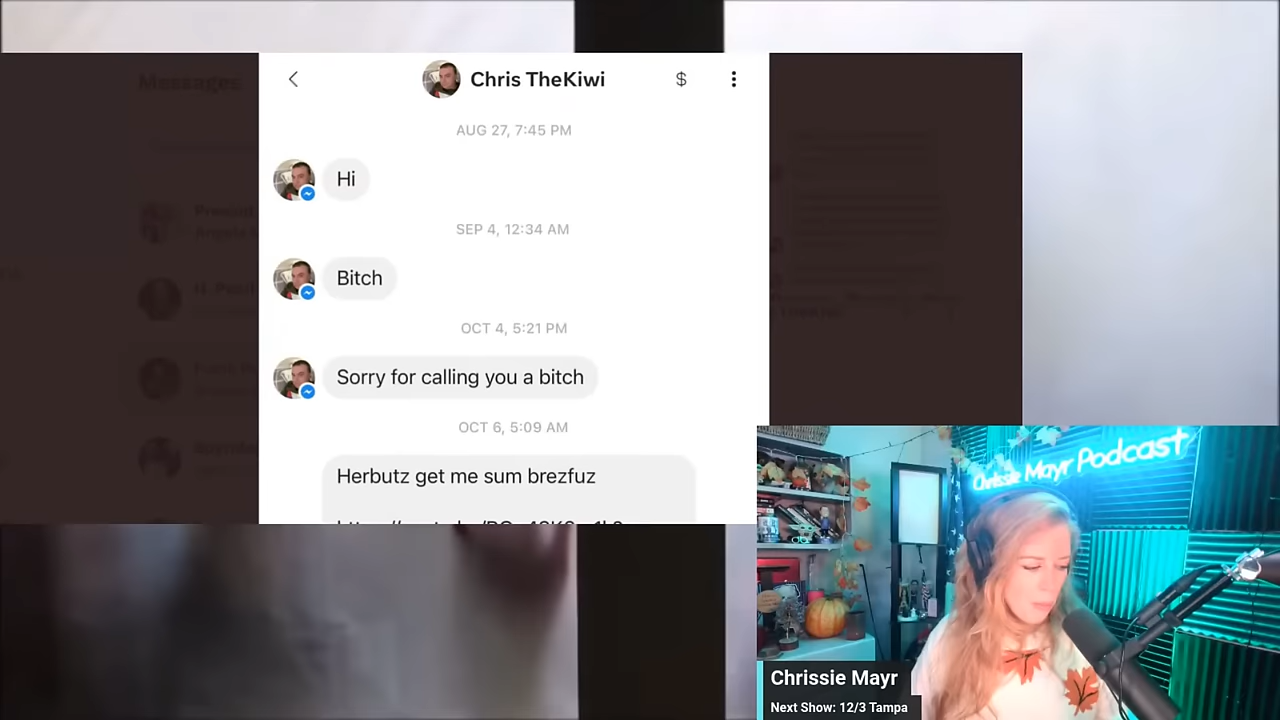 Messages
Chris TheKiwi $
AUG 27, 7:45 PM
Hi
SEP 4, 12:34 AM
Bitch
OCT 4, 5:21 PM
Sorry for calling you a bitch
OCT 6, 5:09 AM
Herbutz get me sum brezfuz
Chrissie Mayr Podcast
Chrissie Mayr
Next Show: 12/3 Tampa